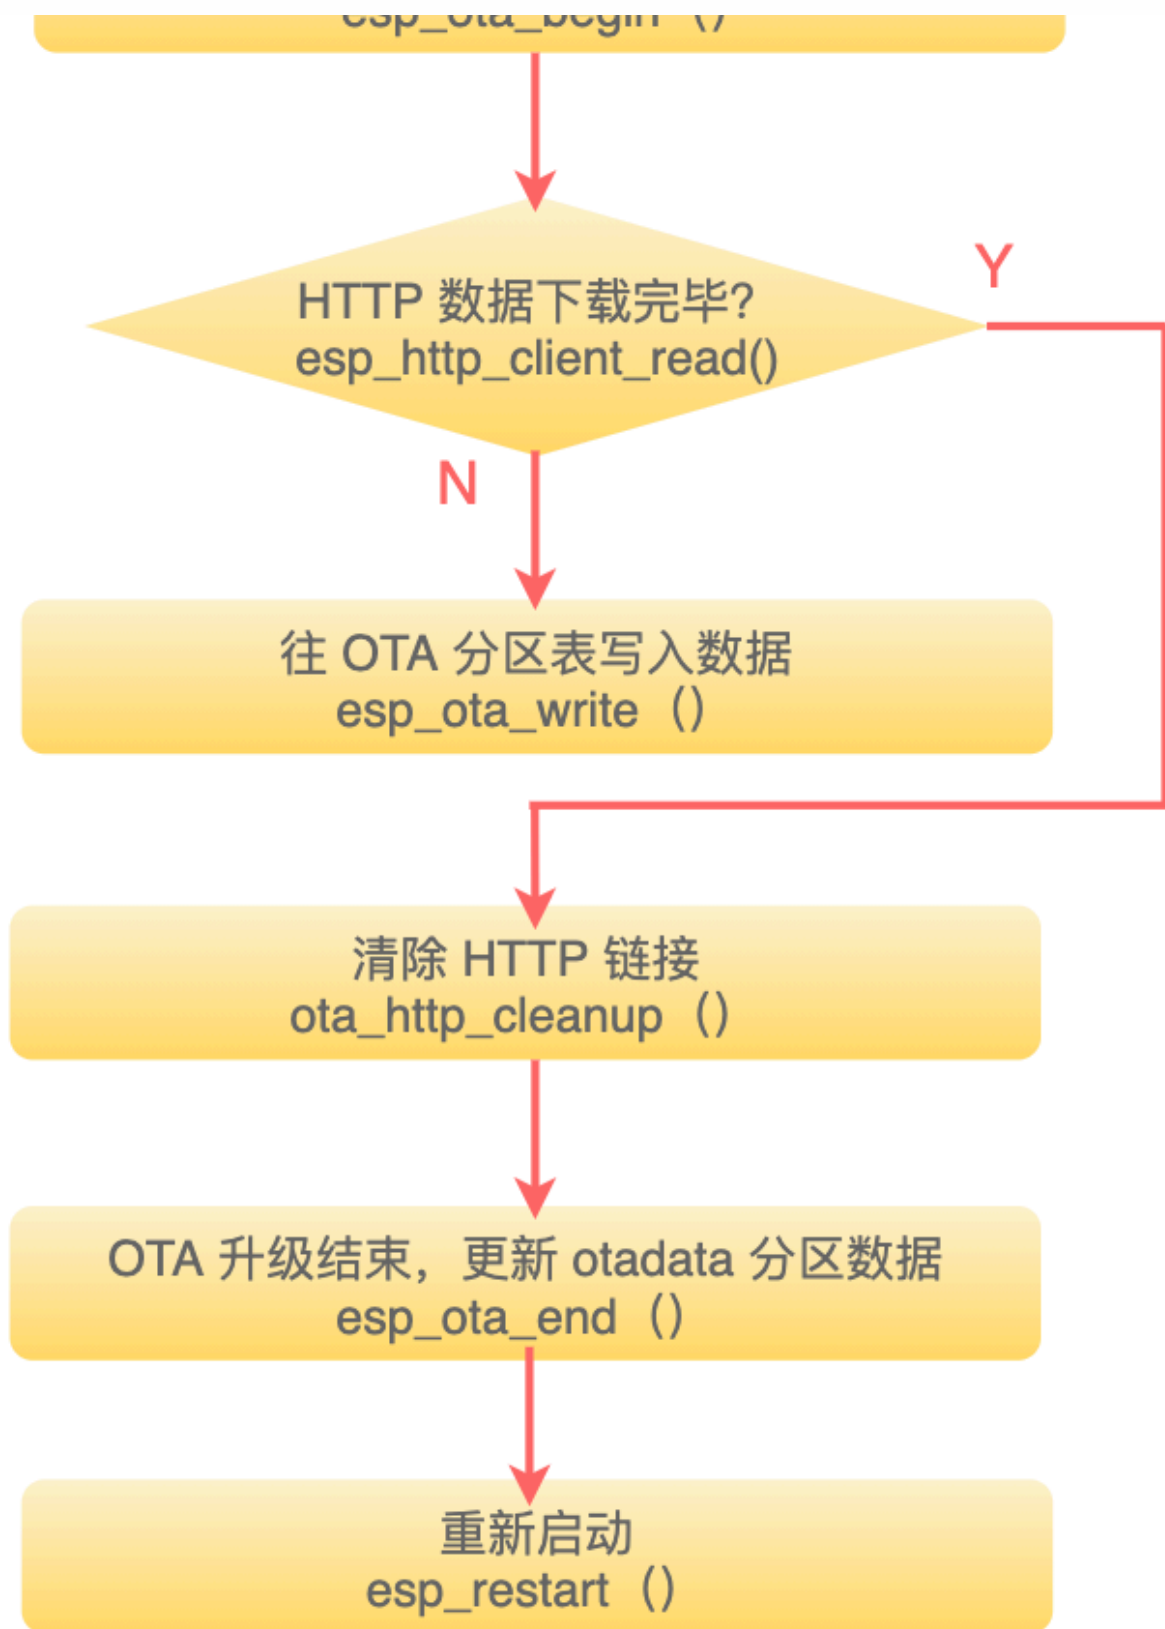 esp_ota_begin（）
Y
HTTP 数据下载完毕?
esp_http_client_read()
N
往 OTA 分区表写入数据
esp_ota_write（）
清除 HTTP 链接
ota_http_cleanup（）
OTA 升级结束，更新 otadata 分区数据
esp_ota_end（）
重新启动
esp_restart（）